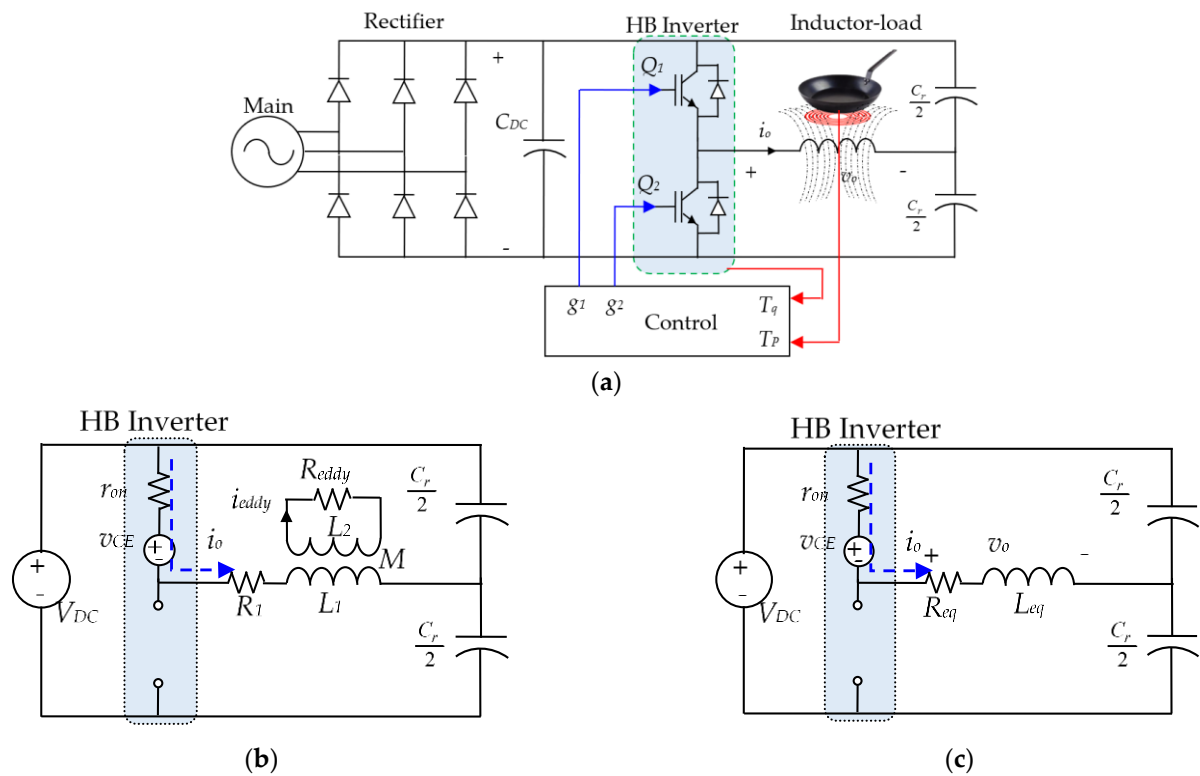 Rectifier
HB Inverter
Inductor-load
Main
+
-
C_DC
Q1
Q2
i_o
+
-
v_o
C_r/2
C_r/2
g1
g2
Control
T_q
T_P
(a)
HB Inverter
r_on
v_CE
+
-
i_o
R_eddy
i_eddy
L_2
M
R_1
L_1
C_r/2
C_r/2
+
-
V_DC
(b)
HB Inverter
r_on
v_CE
+
-
i_o
+
v_o
-
R_eq
L_eq
C_r/2
C_r/2
+
-
V_DC
(c)